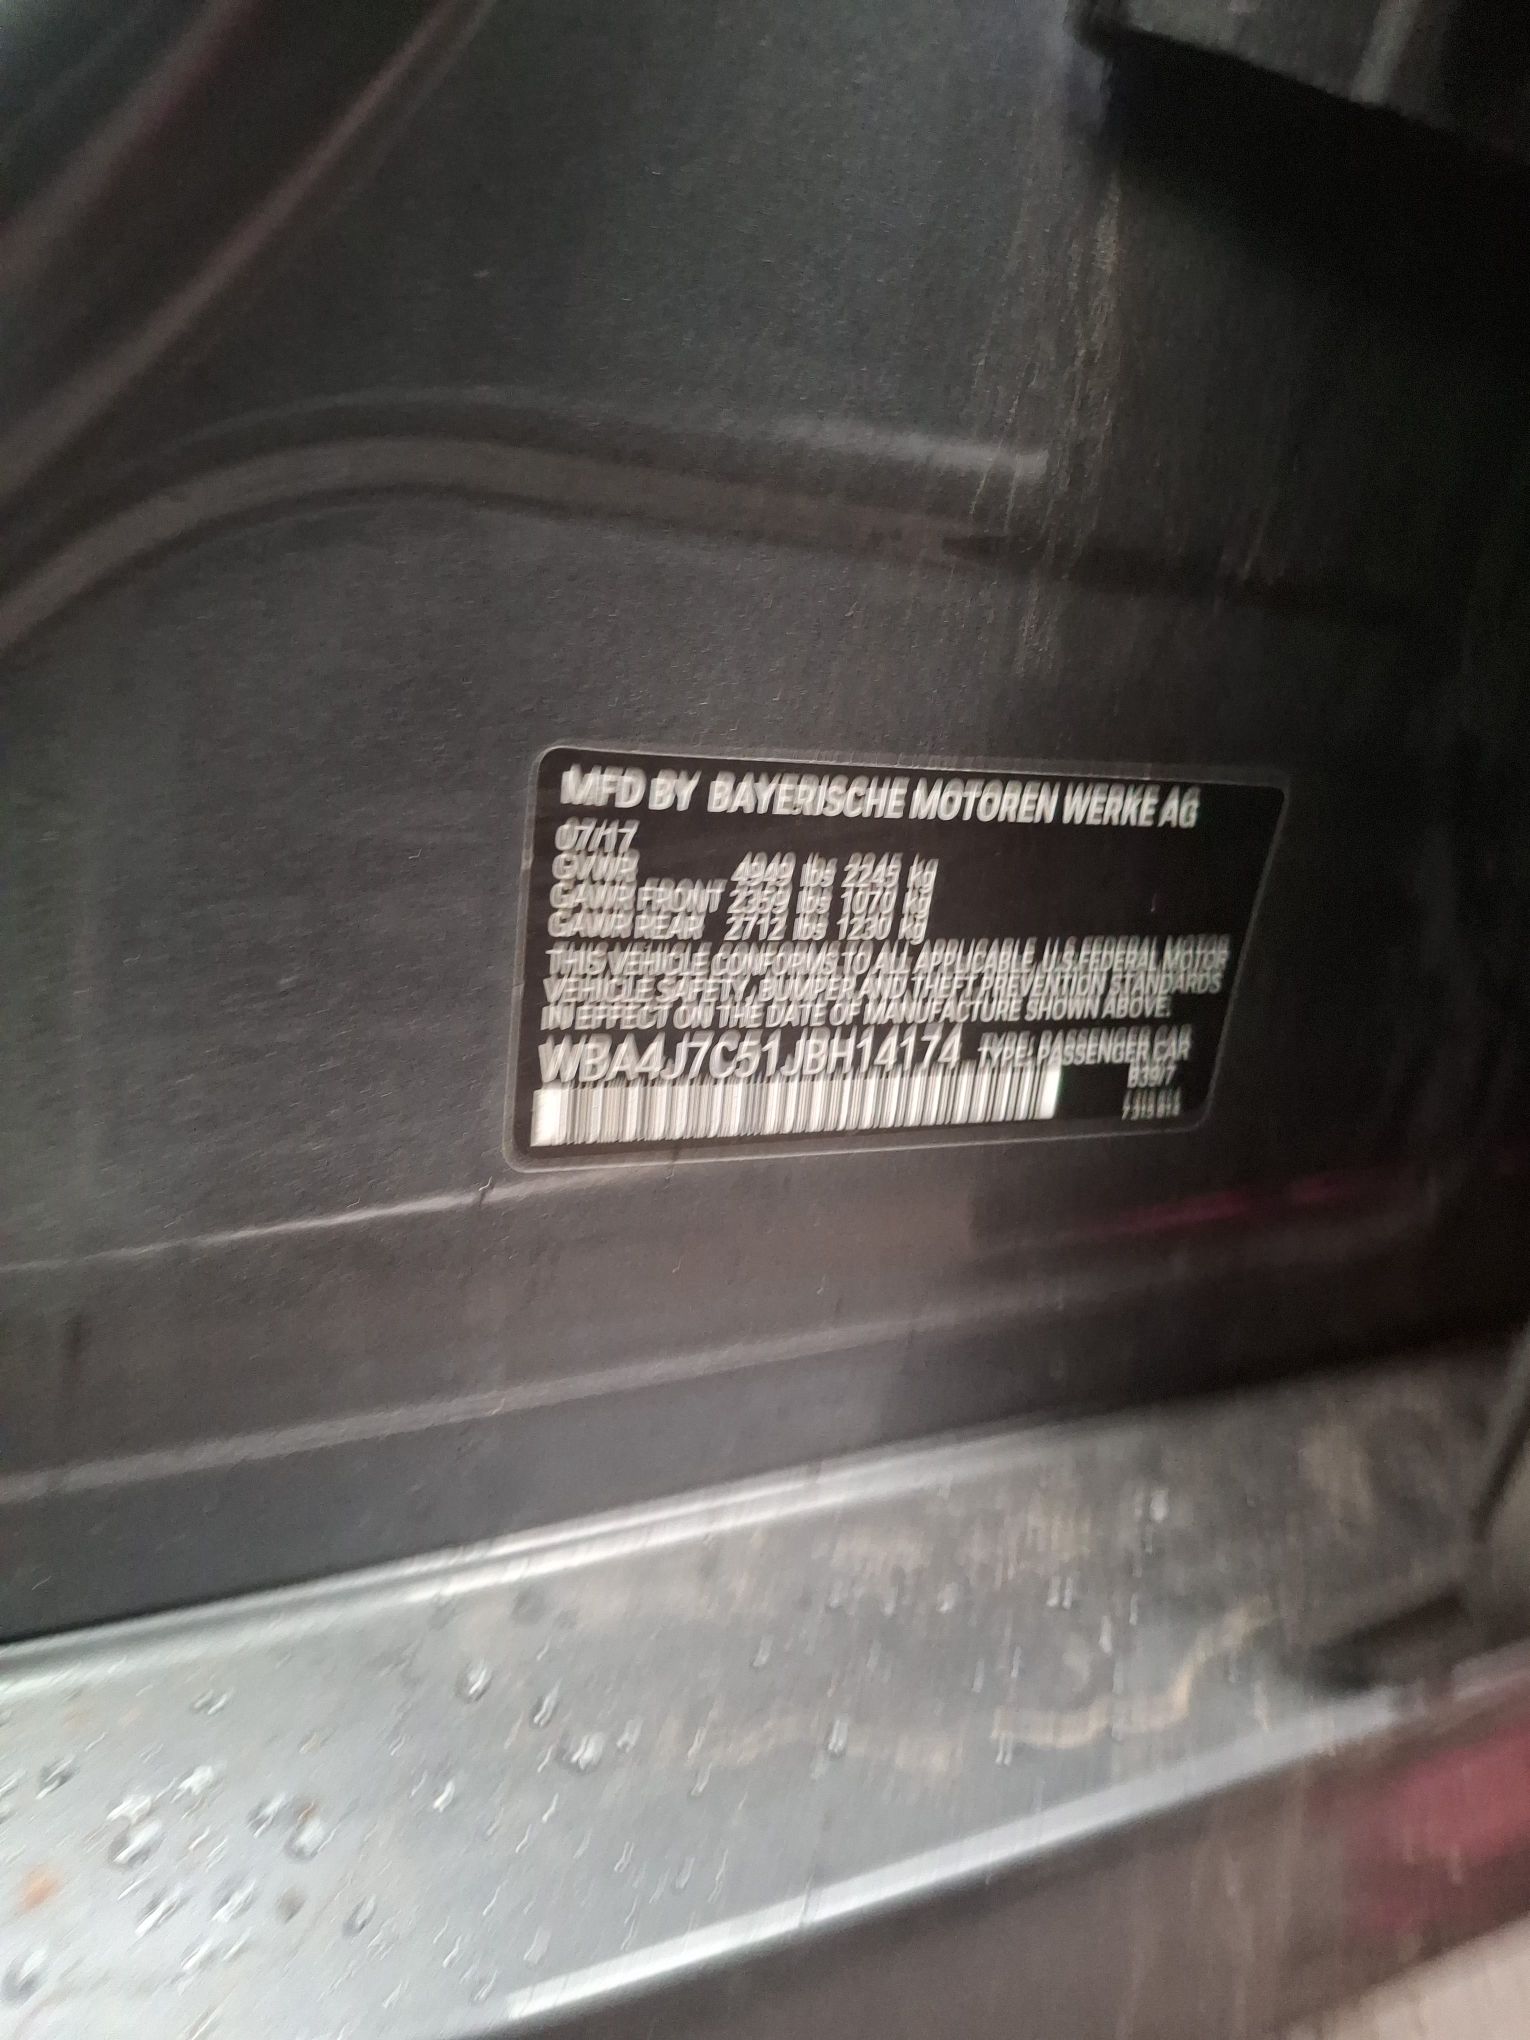 MFD BY BAYERISCHE MOTOREN WERKE AG
07/17
GVWR 4949 lbs 2245 kg
GAWR FRONT 2359 lbs 1070 kg
GAWR REAR 2712 lbs 1230 kg
THIS VEHICLE CONFORMS TO ALL APPLICABLE U.S.FEDERAL MOTOR
VEHICLE SAFETY, BUMPER AND THEFT PREVENTION STANDARDS
IN EFFECT ON THE DATE OF MANUFACTURE SHOWN ABOVE.
WBA4J7C51JBH14174 TYPE: PASSENGER CAR
B39/7